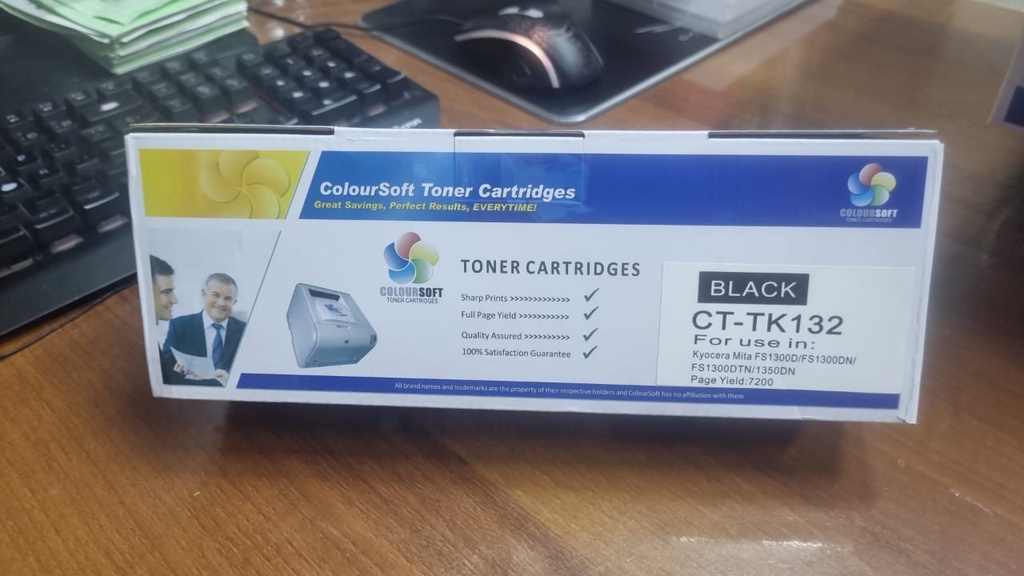 ColourSoft Toner Cartridges
Great Savings, Perfect Results, EVERYTIME!
COLOURSOFT
TONER CARTRIDGES
COLOURSOFT
TONER CARTRIDGES
TONER CARTRIDGES
Sharp Prints >>>>>>>>>>>>> ✓
Full Page Yield >>>>>>>>>>> ✓
Quality Assured >>>>>>>>>> ✓
100% Satisfaction Guarantee ✓
BLACK
CT-TK132
For use in:
Kyocera Mita FS1300D/FS1300DN/
FS1300DTN/1350DN
Page Yield:7200
All brand names and trademarks are the property of their respective holders and ColourSoft has no affiliation with them